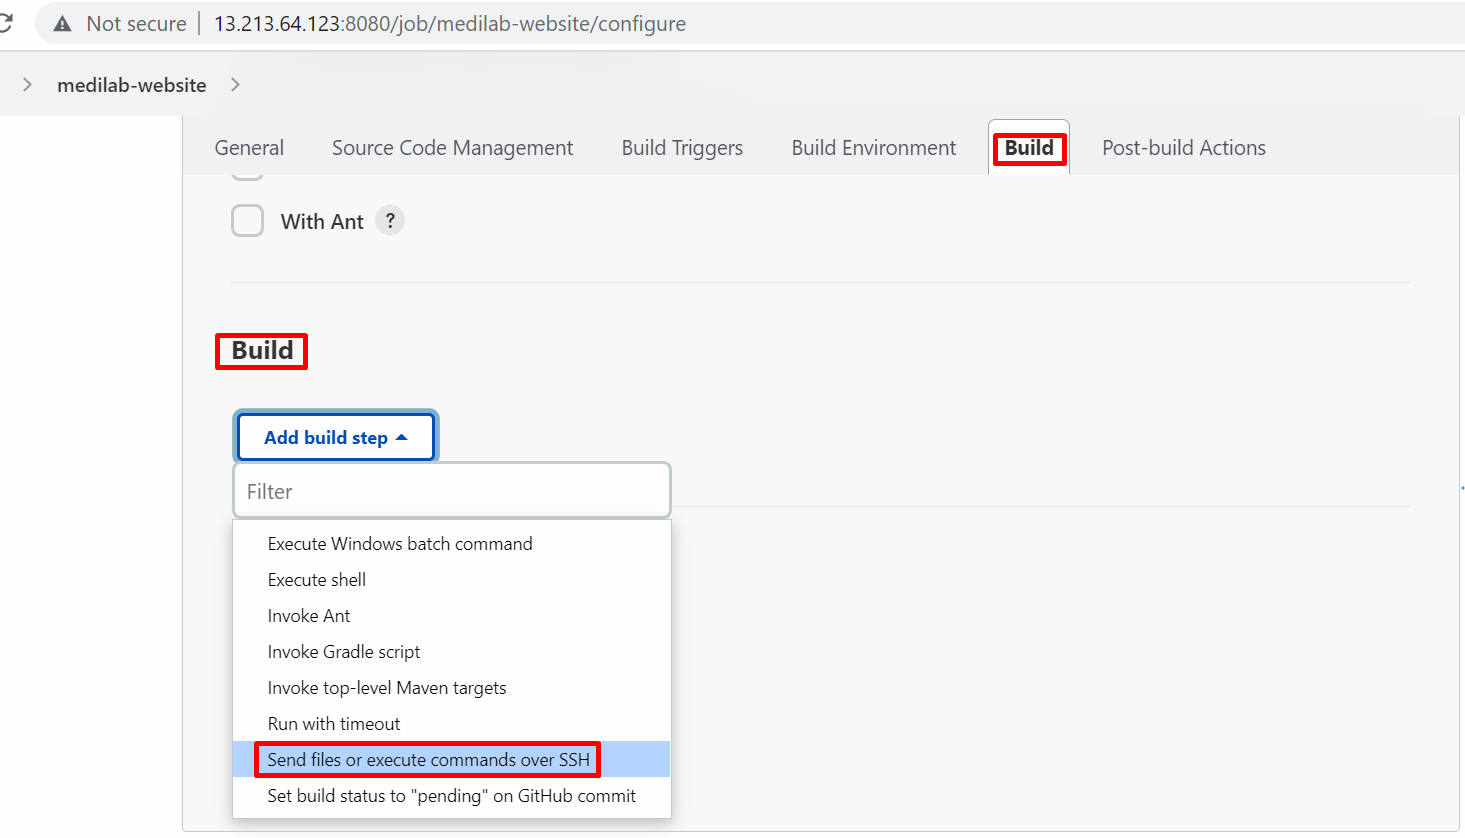 Not secure | 13.213.64.123:8080/job/medilab-website/configure
medilab-website
General Source Code Management Build Triggers Build Environment Build Post-build Actions
With Ant ?
Build
Add build step
Filter
Execute Windows batch command
Execute shell
Invoke Ant
Invoke Gradle script
Invoke top-level Maven targets
Run with timeout
Send files or execute commands over SSH
Set build status to "pending" on GitHub commit